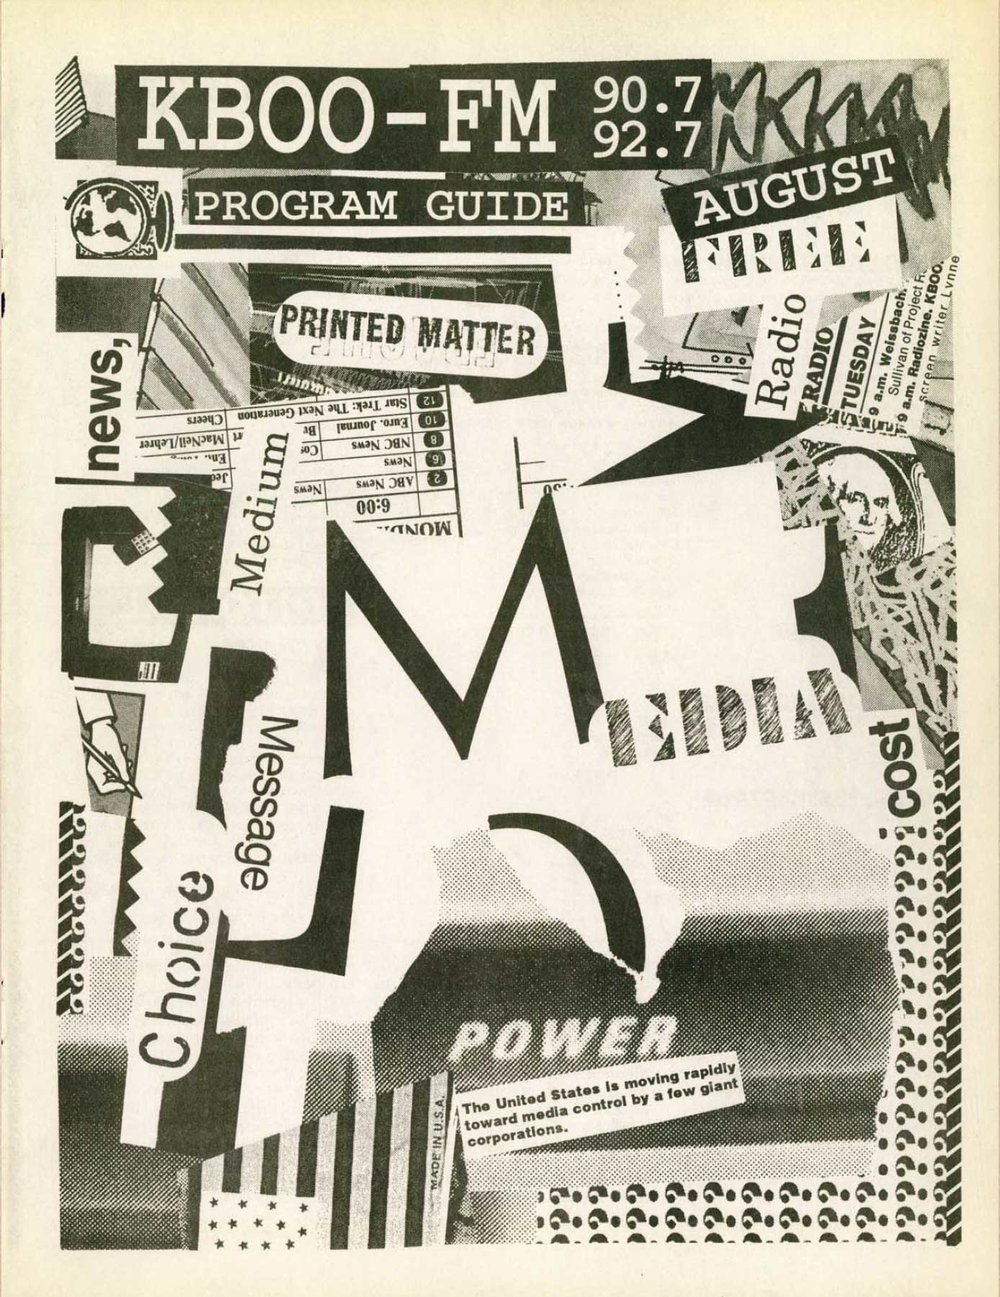 KBOO-FM 90.7
92.7
PROGRAM GUIDE
AUGUST
FREE
PRINTED MATTER
Radio
RADIO
TUESDAY
9 a.m. Weissbach.
Sullivan of Project
9 a.m. Radiozine. KBOO.
screen writer Lynne
news,
Medium
MOND
6:00
2 ABC News News
6 News
8 NBC News
10 Euro. Journal
12 Star Trek: The Next Generation
MacNeil/Lehrer
Cheers
M
EDIA
cost
Message
Choice
POWER
The United States is moving rapidly
toward media control by a few giant
corporations.
MADE IN U.S.A.